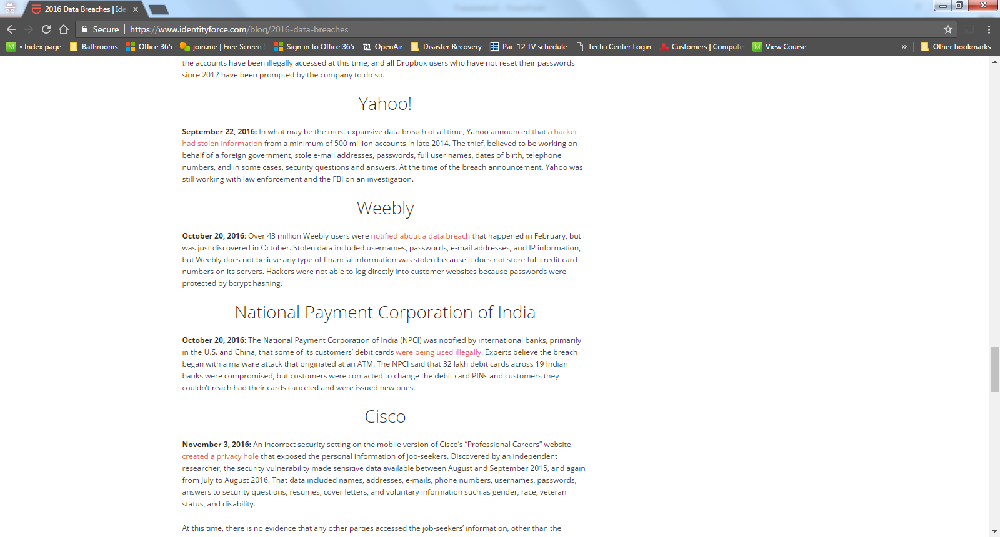 2016 Data Breaches | Ide
Secure https://www.identityforce.com/blog/2016-data-breaches
• Index page Bathrooms Office 365 join.me | Free Screen S Sign in to Office 365 OpenAir Disaster Recovery Pac-12 TV schedule Tech+Center Login Customers | Compute View Course » Other bookmarks
the accounts have been illegally accessed at this time, and all Dropbox users who have not reset their passwords
since 2012 have been prompted by the company to do so.
Yahoo!
September 22, 2016: In what may be the most expansive data breach of all time, Yahoo announced that a hacker
had stolen information from a minimum of 500 million accounts in late 2014. The thief, believed to be working on
behalf of a foreign government, stole e-mail addresses, passwords, full user names, dates of birth, telephone
numbers, and in some cases, security questions and answers. At the time of the breach announcement, Yahoo was
still working with law enforcement and the FBI on an investigation.
Weebly
October 20, 2016: Over 43 million Weebly users were notified about a data breach that happened in February, but
was just discovered in October. Stolen data included usernames, passwords, e-mail addresses, and IP information,
but Weebly does not believe any type of financial information was stolen because it does not store full credit card
numbers on its servers. Hackers were not able to log directly into customer websites because passwords were
protected by bcrypt hashing.
National Payment Corporation of India
October 20, 2016: The National Payment Corporation of India (NPCI) was notified by international banks, primarily
in the U.S. and China, that some of its customers’ debit cards were being used illegally. Experts believe the breach
began with a malware attack that originated at an ATM. The NPCI said that 32 lakh debit cards across 19 Indian
banks were compromised, but customers were contacted to change the debit card PINs and customers they
couldn’t reach had their cards canceled and were issued new ones.
Cisco
November 3, 2016: An incorrect security setting on the mobile version of Cisco’s “Professional Careers” website
created a privacy hole that exposed the personal information of job-seekers. Discovered by an independent
researcher, the security vulnerability made sensitive data available between August and September 2015, and again
from July to August 2016. That data included names, addresses, e-mails, phone numbers, usernames, passwords,
answers to security questions, resumes, cover letters, and voluntary information such as gender, race, veteran
status, and disability.
At this time, there is no evidence that any other parties accessed the job-seekers’ information, other than the